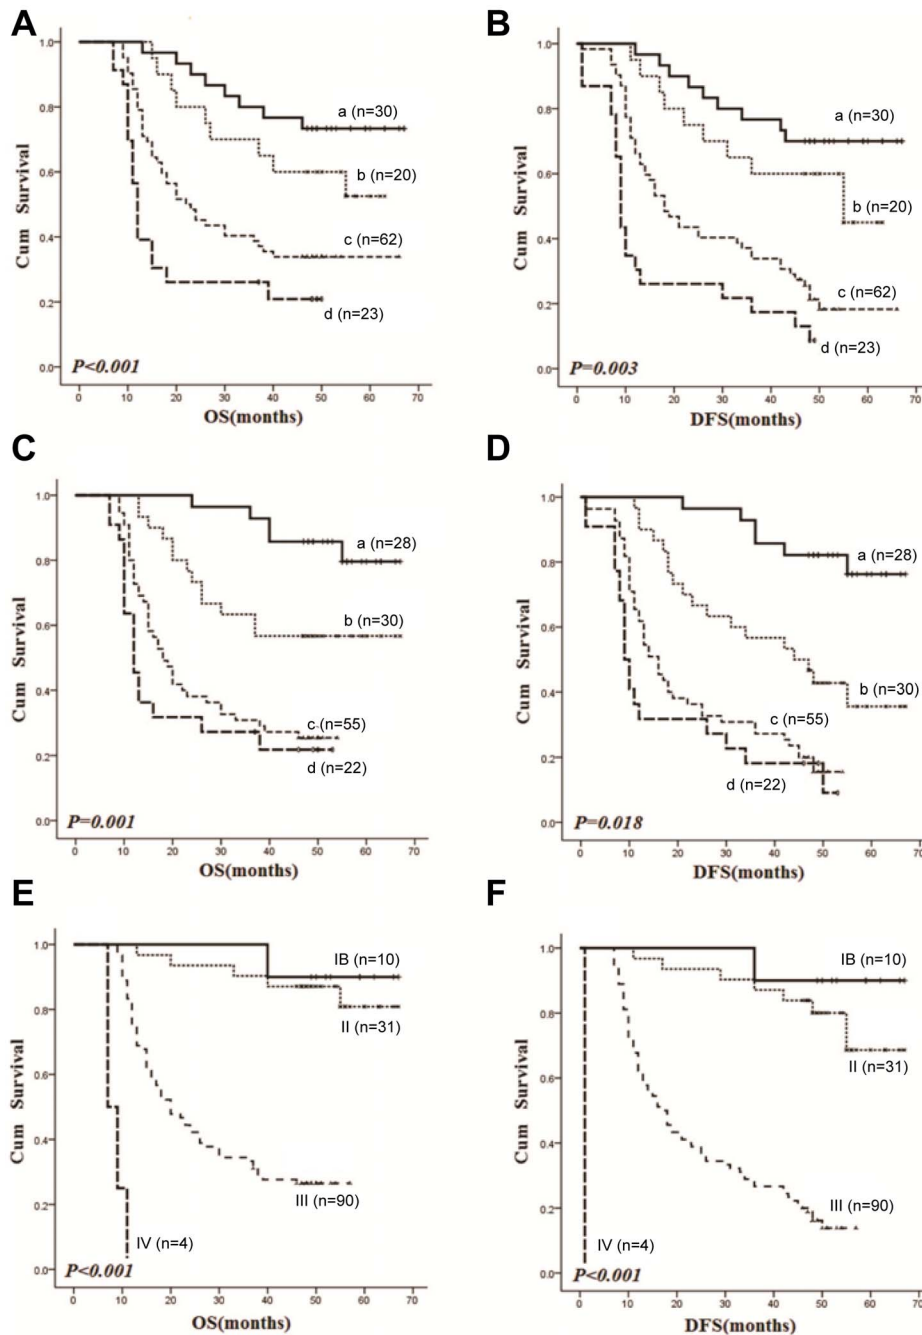 A
Cum Survival
1.0
0.8
0.6
0.4
0.2
0.0
a (n=30)
b (n=20)
c (n=62)
d (n=23)
P<0.001
0 10 20 30 40 50 60 70
OS(months)
B
Cum Survival
1.0
0.8
0.6
0.4
0.2
0.0
a (n=30)
b (n=20)
c (n=62)
d (n=23)
P=0.003
0 10 20 30 40 50 60 70
DFS(months)
C
Cum Survival
1.0
0.8
0.6
0.4
0.2
0.0
a (n=28)
b (n=30)
c (n=55)
d (n=22)
P=0.001
0 10 20 30 40 50 60 70
OS(months)
D
Cum Survival
1.0
0.8
0.6
0.4
0.2
0.0
a (n=28)
b (n=30)
c (n=55)
d (n=22)
P=0.018
0 10 20 30 40 50 60 70
DFS(months)
E
Cum Survival
1.0
0.8
0.6
0.4
0.2
0.0
IB (n=10)
II (n=31)
III (n=90)
IV (n=4)
P<0.001
0 10 20 30 40 50 60 70
OS(months)
F
Cum Survival
1.0
0.8
0.6
0.4
0.2
0.0
IB (n=10)
II (n=31)
III (n=90)
IV (n=4)
P<0.001
0 10 20 30 40 50 60 70
DFS(months)